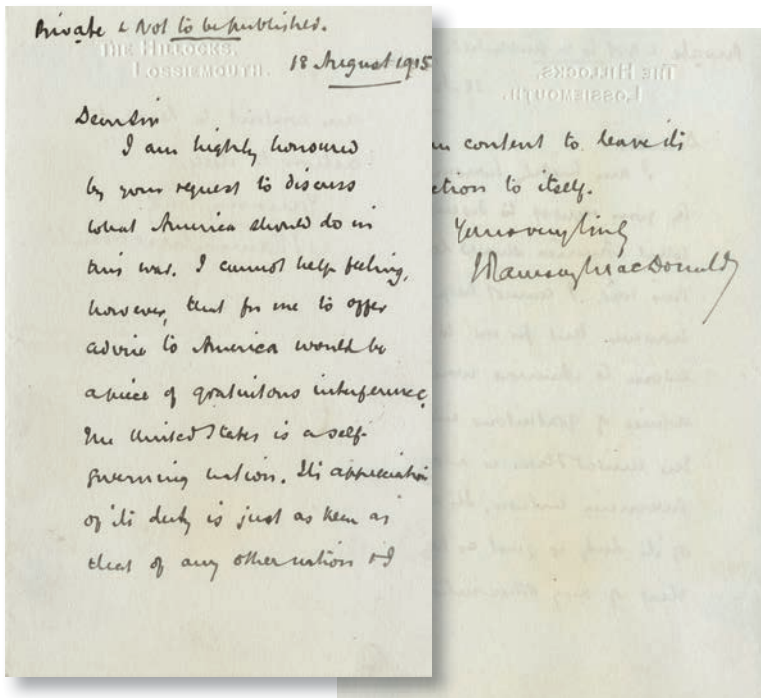 Private & Not to be published.
THE HILLOCKS,
LOSSIEMOUTH.
18 August 1915
Dear Sir
I am highly honoured
by your request to discuss
what America should do in
this war. I cannot help feeling,
however, that for me to offer
advice to America would be
a piece of gratuitous interference.
The United States is a self-
governing nation. Its appreciation
of its duty is just as keen as
that of any other nation & I
content to leave its
ction to itself.
Yours very truly
J Ramsay MacDonald